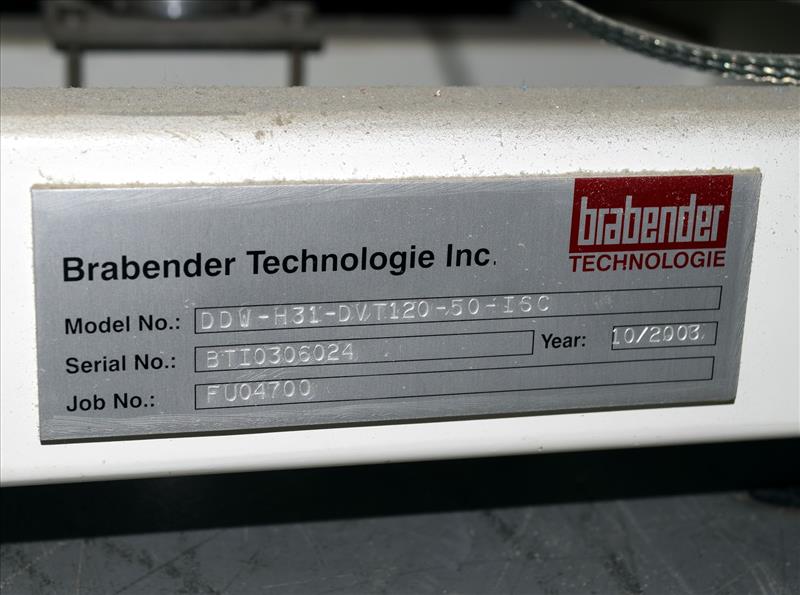 brabender
TECHNOLOGIE
Brabender Technologie Inc.
Model No.: DDW-H31-DVT120-50-ISC
Serial No.: BTI0306024 Year: 10/2003.
Job No.: FU04700